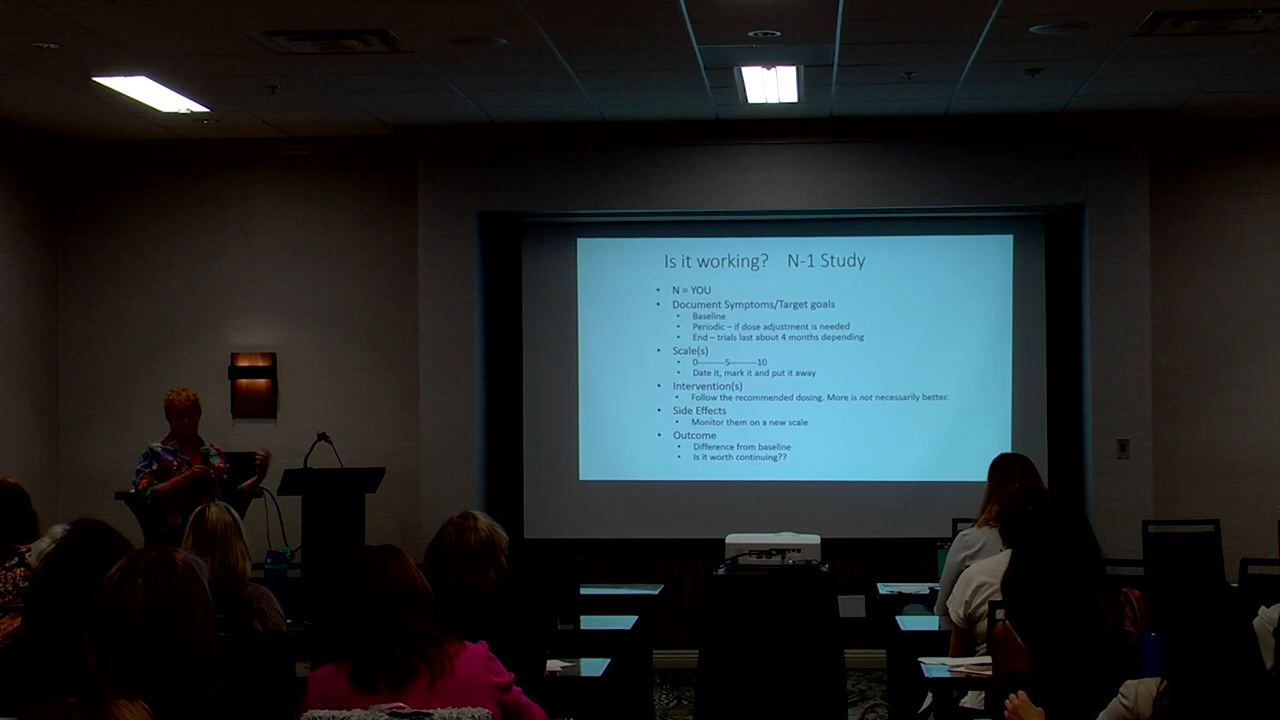 Is it working? N-1 Study
• N = YOU
• Document Symptoms/Target goals
• Baseline
• Periodic – if dose adjustment is needed
• End – trials last about 4 months depending
• Scale(s)
• 0----------5---------10
• Date it, mark it and put it away
• Intervention(s)
• Follow the recommended dosing. More is not necessarily better.
• Side Effects
• Monitor them on a new scale
• Outcome
• Difference from baseline
• Is it worth continuing??